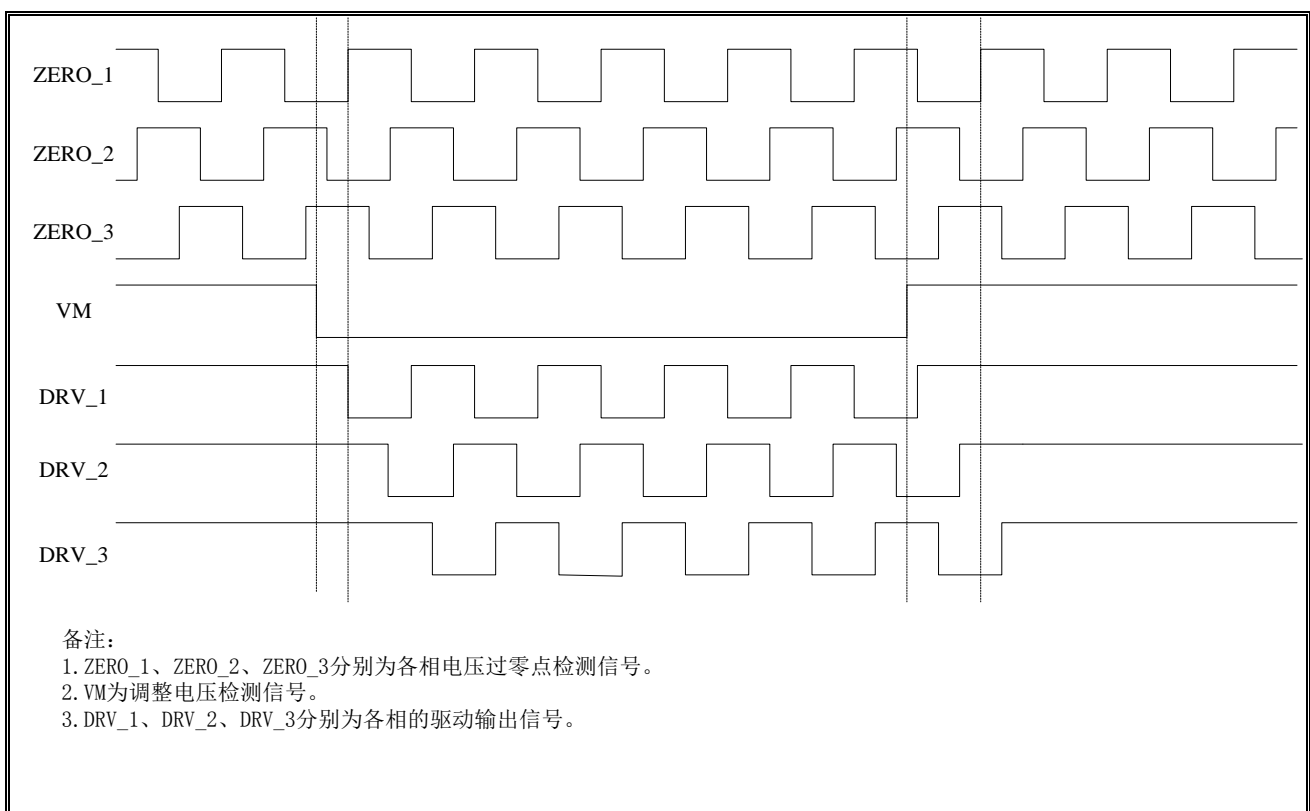 ZERO_1
ZERO_2
ZERO_3
VM
DRV_1
DRV_2
DRV_3
备注：
1.ZERO_1、ZERO_2、ZERO_3分别为各相电压过零点检测信号。
2.VM为调整电压检测信号。
3.DRV_1、DRV_2、DRV_3分别为各相的驱动输出信号。